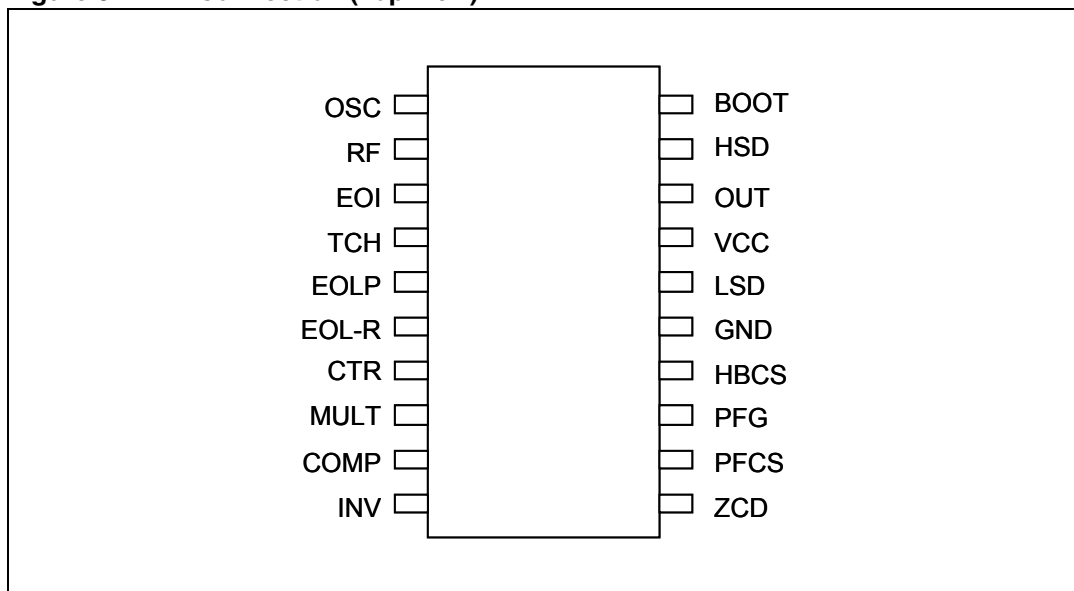 OSC BOOT
RF HSD
EOI OUT
TCH VCC
EOLP LSD
EOL-R GND
CTR HBCS
MULT PFG
COMP PFCS
INV ZCD